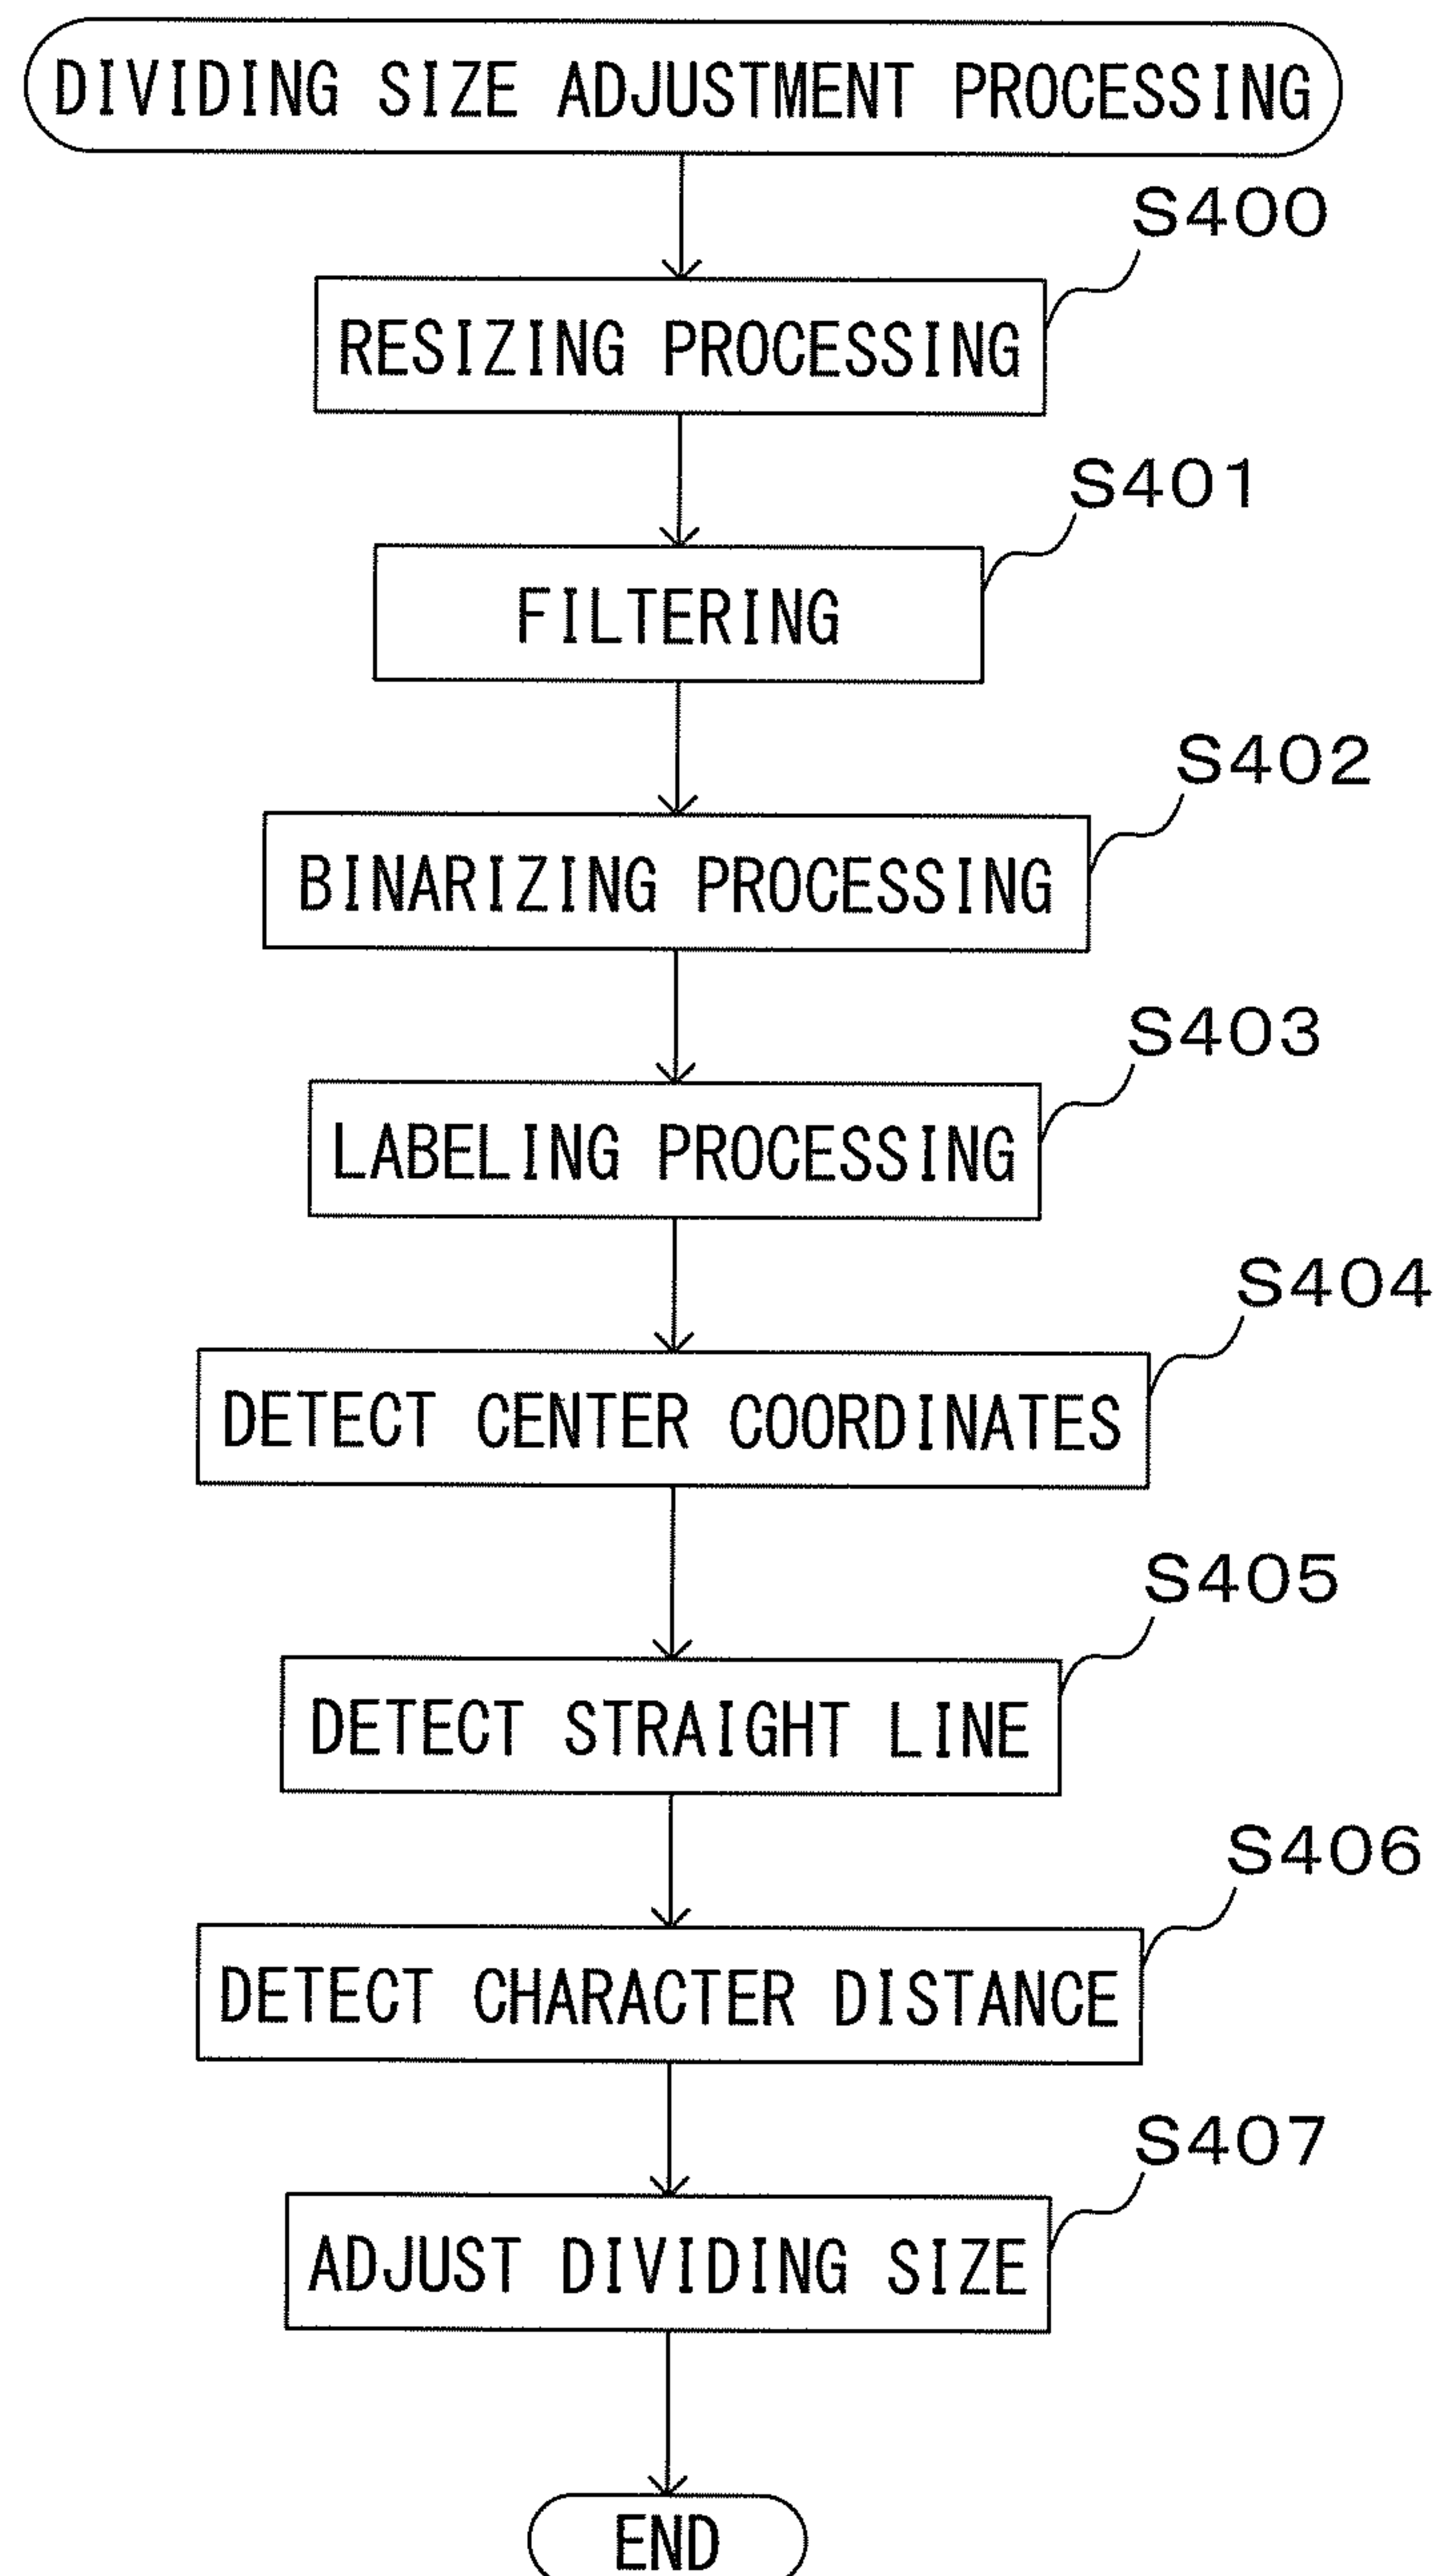 DIVIDING SIZE ADJUSTMENT PROCESSING
S400
RESIZING PROCESSING
S401
FILTERING
S402
BINARIZING PROCESSING
S403
LABELING PROCESSING
S404
DETECT CENTER COORDINATES
S405
DETECT STRAIGHT LINE
S406
DETECT CHARACTER DISTANCE
S407
ADJUST DIVIDING SIZE
END